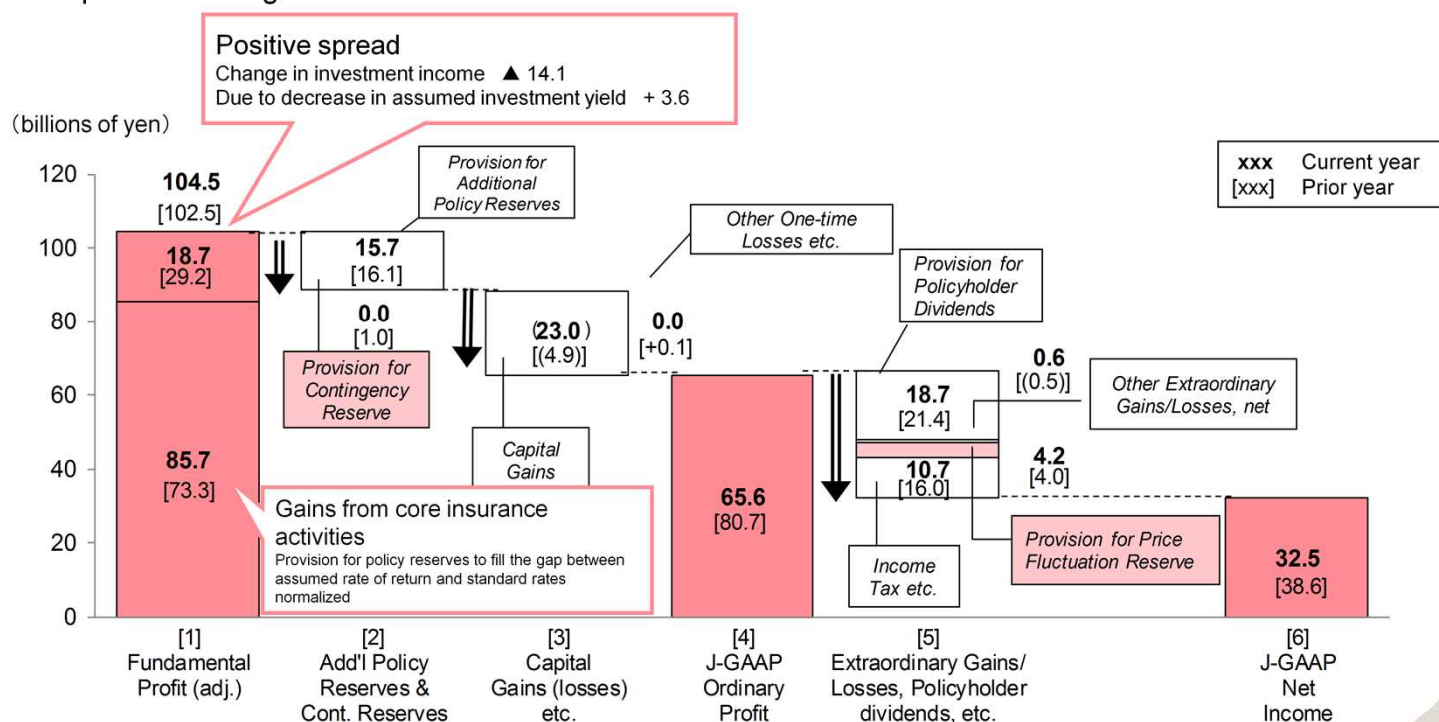 Positive spread
Change in investment income ▲ 14.1
Due to decrease in assumed investment yield + 3.6
(billions of yen)
xxx Current year
[xxx] Prior year
120
100
80
60
40
20
0
104.5
[102.5]
18.7
[29.2]
85.7
[73.3]
Gains from core insurance
activities
Provision for policy reserves to fill the gap between
assumed rate of return and standard rates
normalized
Provision for
Additional
Policy Reserves
15.7
[16.1]
0.0
[1.0]
Provision for
Contingency
Reserve
(23.0)
[(4.9)]
Capital
Gains
Other One-time
Losses etc.
0.0
[+0.1]
65.6
[80.7]
Provision for
Policyholder
Dividends
18.7
[21.4]
10.7
[16.0]
0.6
[(0.5)]
Other Extraordinary
Gains/Losses, net
4.2
[4.0]
Income
Tax etc.
Provision for Price
Fluctuation Reserve
32.5
[38.6]
[1]
Fundamental
Profit (adj.)
[2]
Add'l Policy
Reserves &
Cont. Reserves
[3]
Capital
Gains (losses)
etc.
[4]
J-GAAP
Ordinary
Profit
[5]
Extraordinary Gains/
Losses, Policyholder
dividends, etc.
[6]
J-GAAP
Net
Income